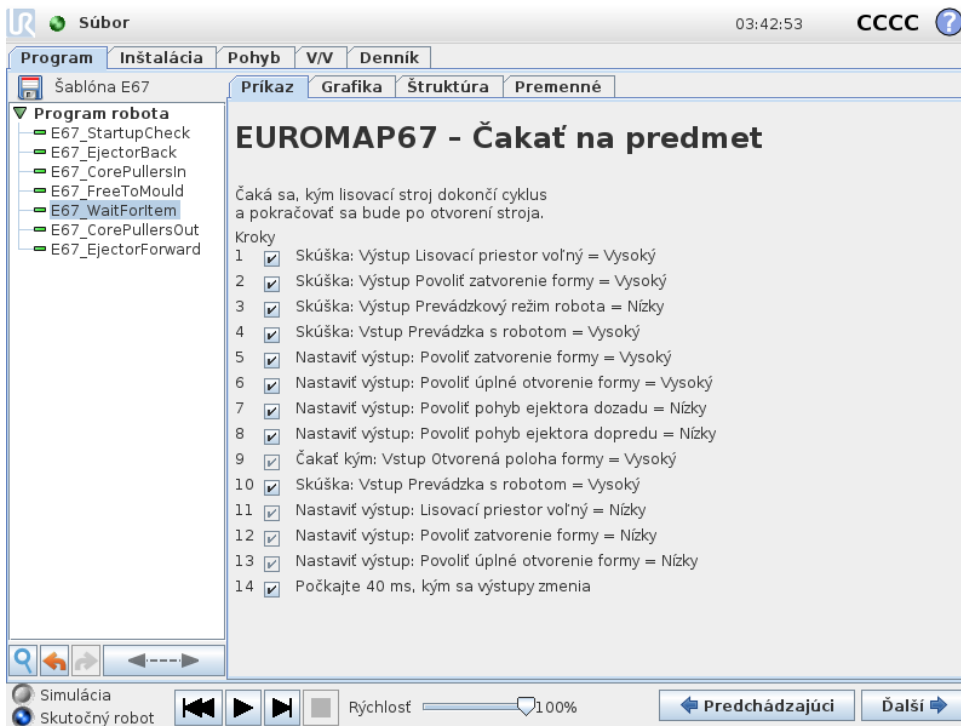 UR Súbor 03:42:53 CCCC ?
Program Inštalácia Pohyb V/V Denník
Šablóna E67 Príkaz Grafika Štruktúra Premenné
Program robota
E67_StartupCheck
E67_EjectorBack
E67_CorePullersIn
E67_FreeToMould
E67_WaitForItem
E67_CorePullersOut
E67_EjectorForward
EUROMAP67 – Čakať na predmet
Čaká sa, kým lisovací stroj dokončí cyklus
a pokračovať sa bude po otvorení stroja.
Kroky
1 Skúška: Výstup Lisovací priestor voľný = Vysoký
2 Skúška: Výstup Povoliť zatvorenie formy = Vysoký
3 Skúška: Výstup Prevádzkový režim robota = Nízky
4 Skúška: Vstup Prevádzka s robotom = Vysoký
5 Nastaviť výstup: Povoliť zatvorenie formy = Vysoký
6 Nastaviť výstup: Povoliť úplné otvorenie formy = Vysoký
7 Nastaviť výstup: Povoliť pohyb ejektora dozadu = Nízky
8 Nastaviť výstup: Povoliť pohyb ejektora dopredu = Nízky
9 Čakať kým: Vstup Otvorená poloha formy = Vysoký
10 Skúška: Vstup Prevádzka s robotom = Vysoký
11 Nastaviť výstup: Lisovací priestor voľný = Nízky
12 Nastaviť výstup: Povoliť zatvorenie formy = Nízky
13 Nastaviť výstup: Povoliť úplné otvorenie formy = Nízky
14 Počkajte 40 ms, kým sa výstupy zmenia
Simulácia
Skutočný robot
Rýchlosť 100%
Predchádzajúci Ďalší